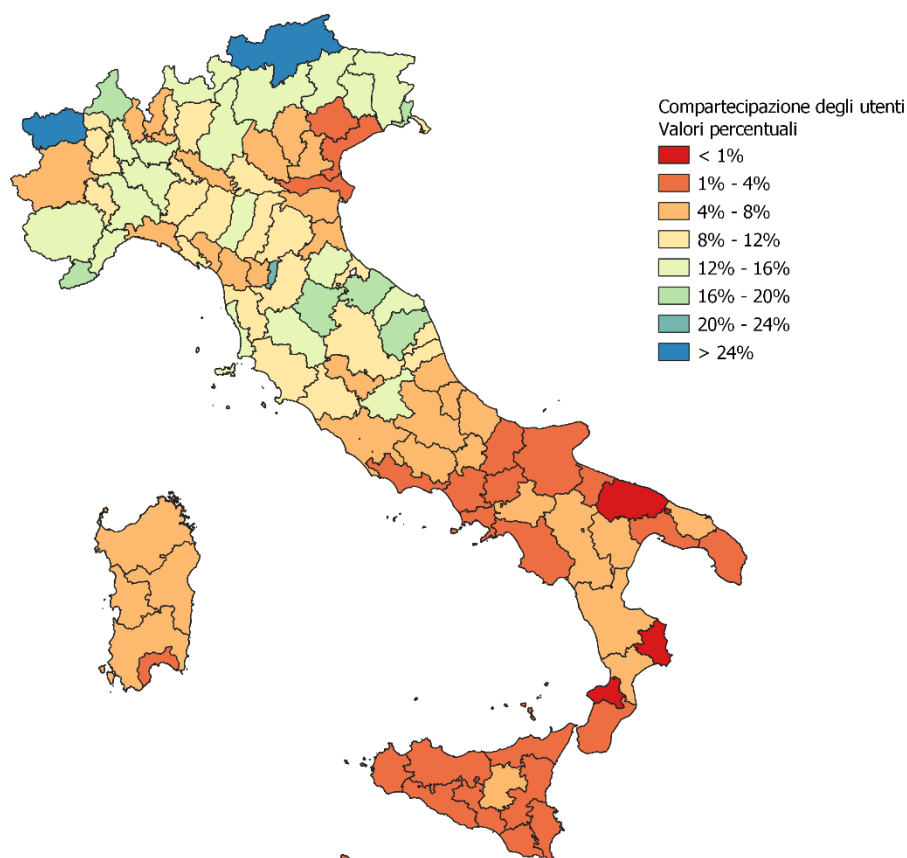 Compartecipazione degli utenti
Valori percentuali
< 1%
1% - 4%
4% - 8%
8% - 12%
12% - 16%
16% - 20%
20% - 24%
> 24%